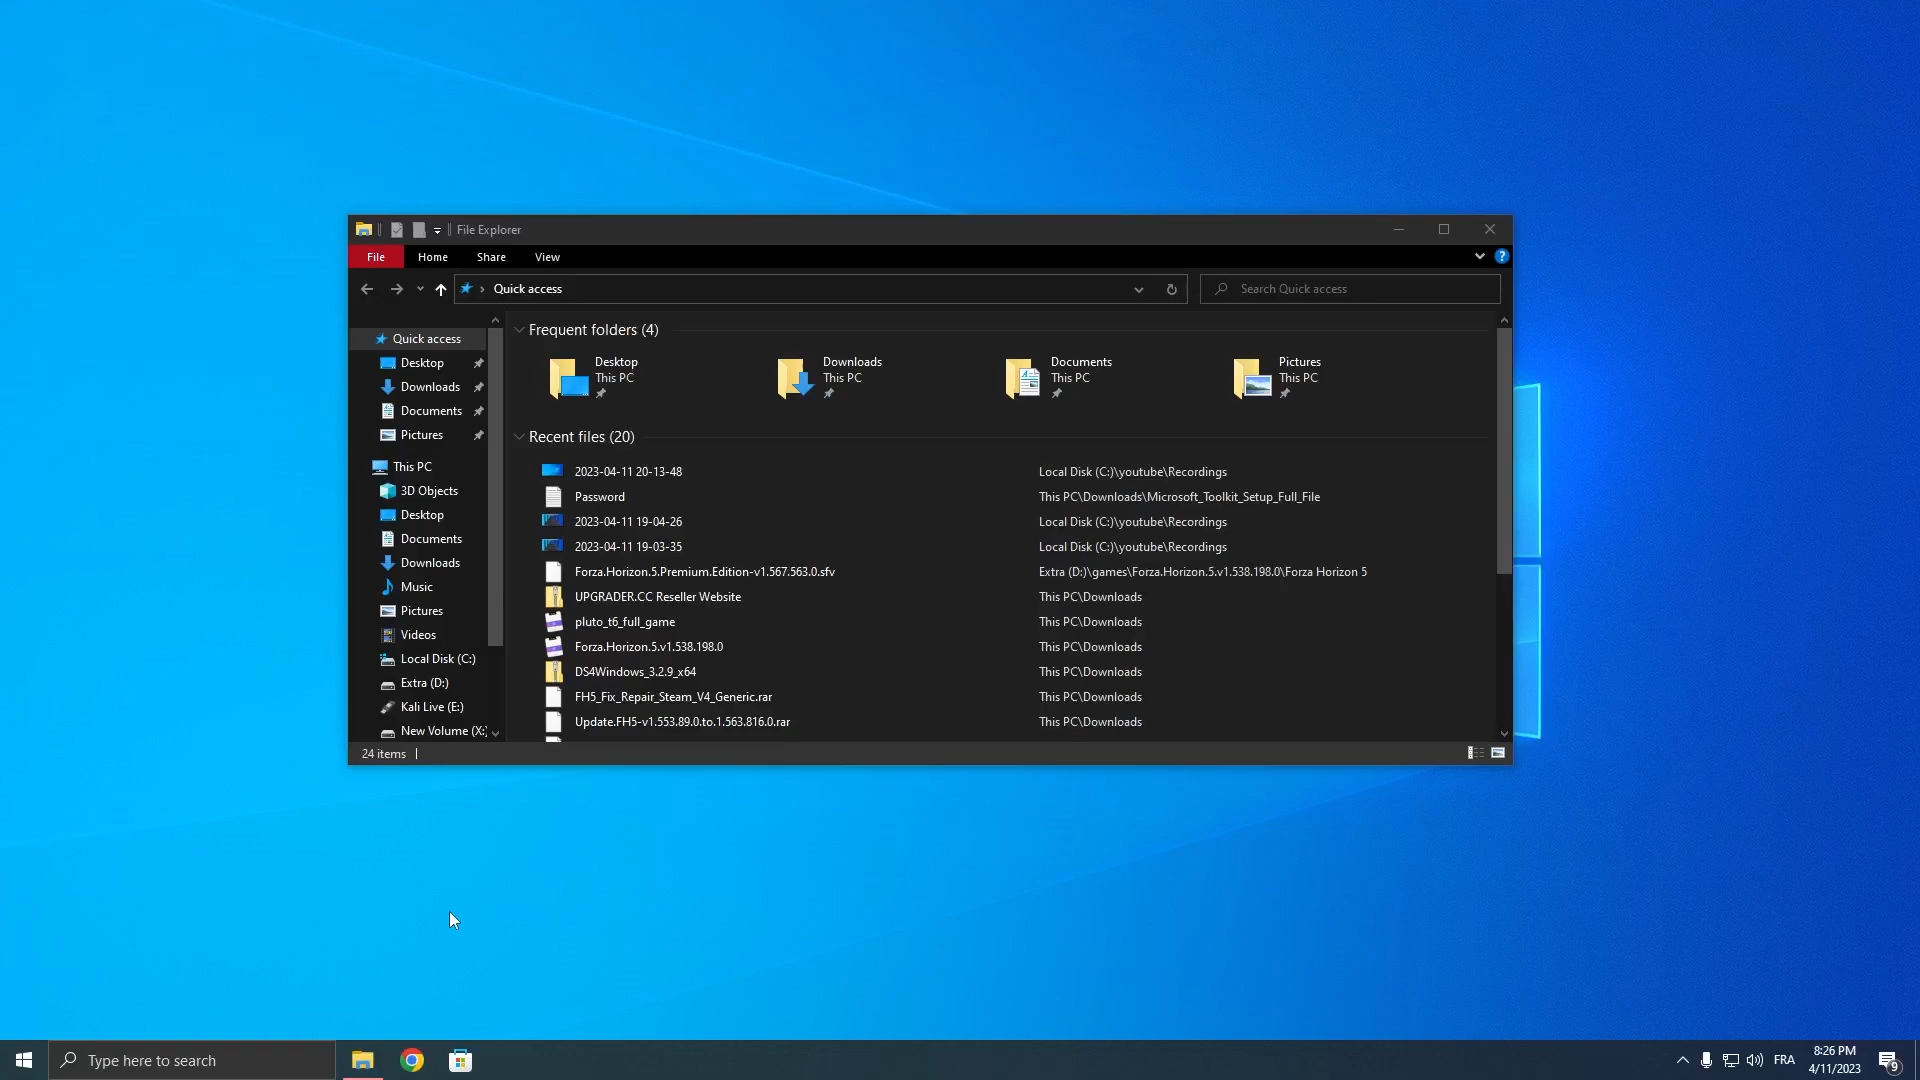 File Explorer
File Home Share View
Quick access
Search Quick access
Quick access
Desktop
Downloads
Documents
Pictures
This PC
3D Objects
Desktop
Documents
Downloads
Music
Pictures
Videos
Local Disk (C:)
Extra (D:)
Kali Live (E:)
New Volume (X:)
Frequent folders (4)
Desktop
This PC
Downloads
This PC
Documents
This PC
Pictures
This PC
Recent files (20)
2023-04-11 20-13-48 Local Disk (C:)\youtube\Recordings
Password This PC\Downloads\Microsoft_Toolkit_Setup_Full_File
2023-04-11 19-04-26 Local Disk (C:)\youtube\Recordings
2023-04-11 19-03-35 Local Disk (C:)\youtube\Recordings
Forza.Horizon.5.Premium.Edition-v1.567.563.0.sfv Extra (D:)\games\Forza.Horizon.5.v1.538.198.0\Forza Horizon 5
UPGRADER.CC Reseller Website This PC\Downloads
pluto_t6_full_game This PC\Downloads
Forza.Horizon.5.v1.538.198.0 This PC\Downloads
DS4Windows_3.2.9_x64 This PC\Downloads
FH5_Fix_Repair_Steam_V4_Generic.rar This PC\Downloads
Update.FH5-v1.553.89.0.to.1.563.816.0.rar This PC\Downloads
24 items
Type here to search
FRA
8:26 PM
4/11/2023
9